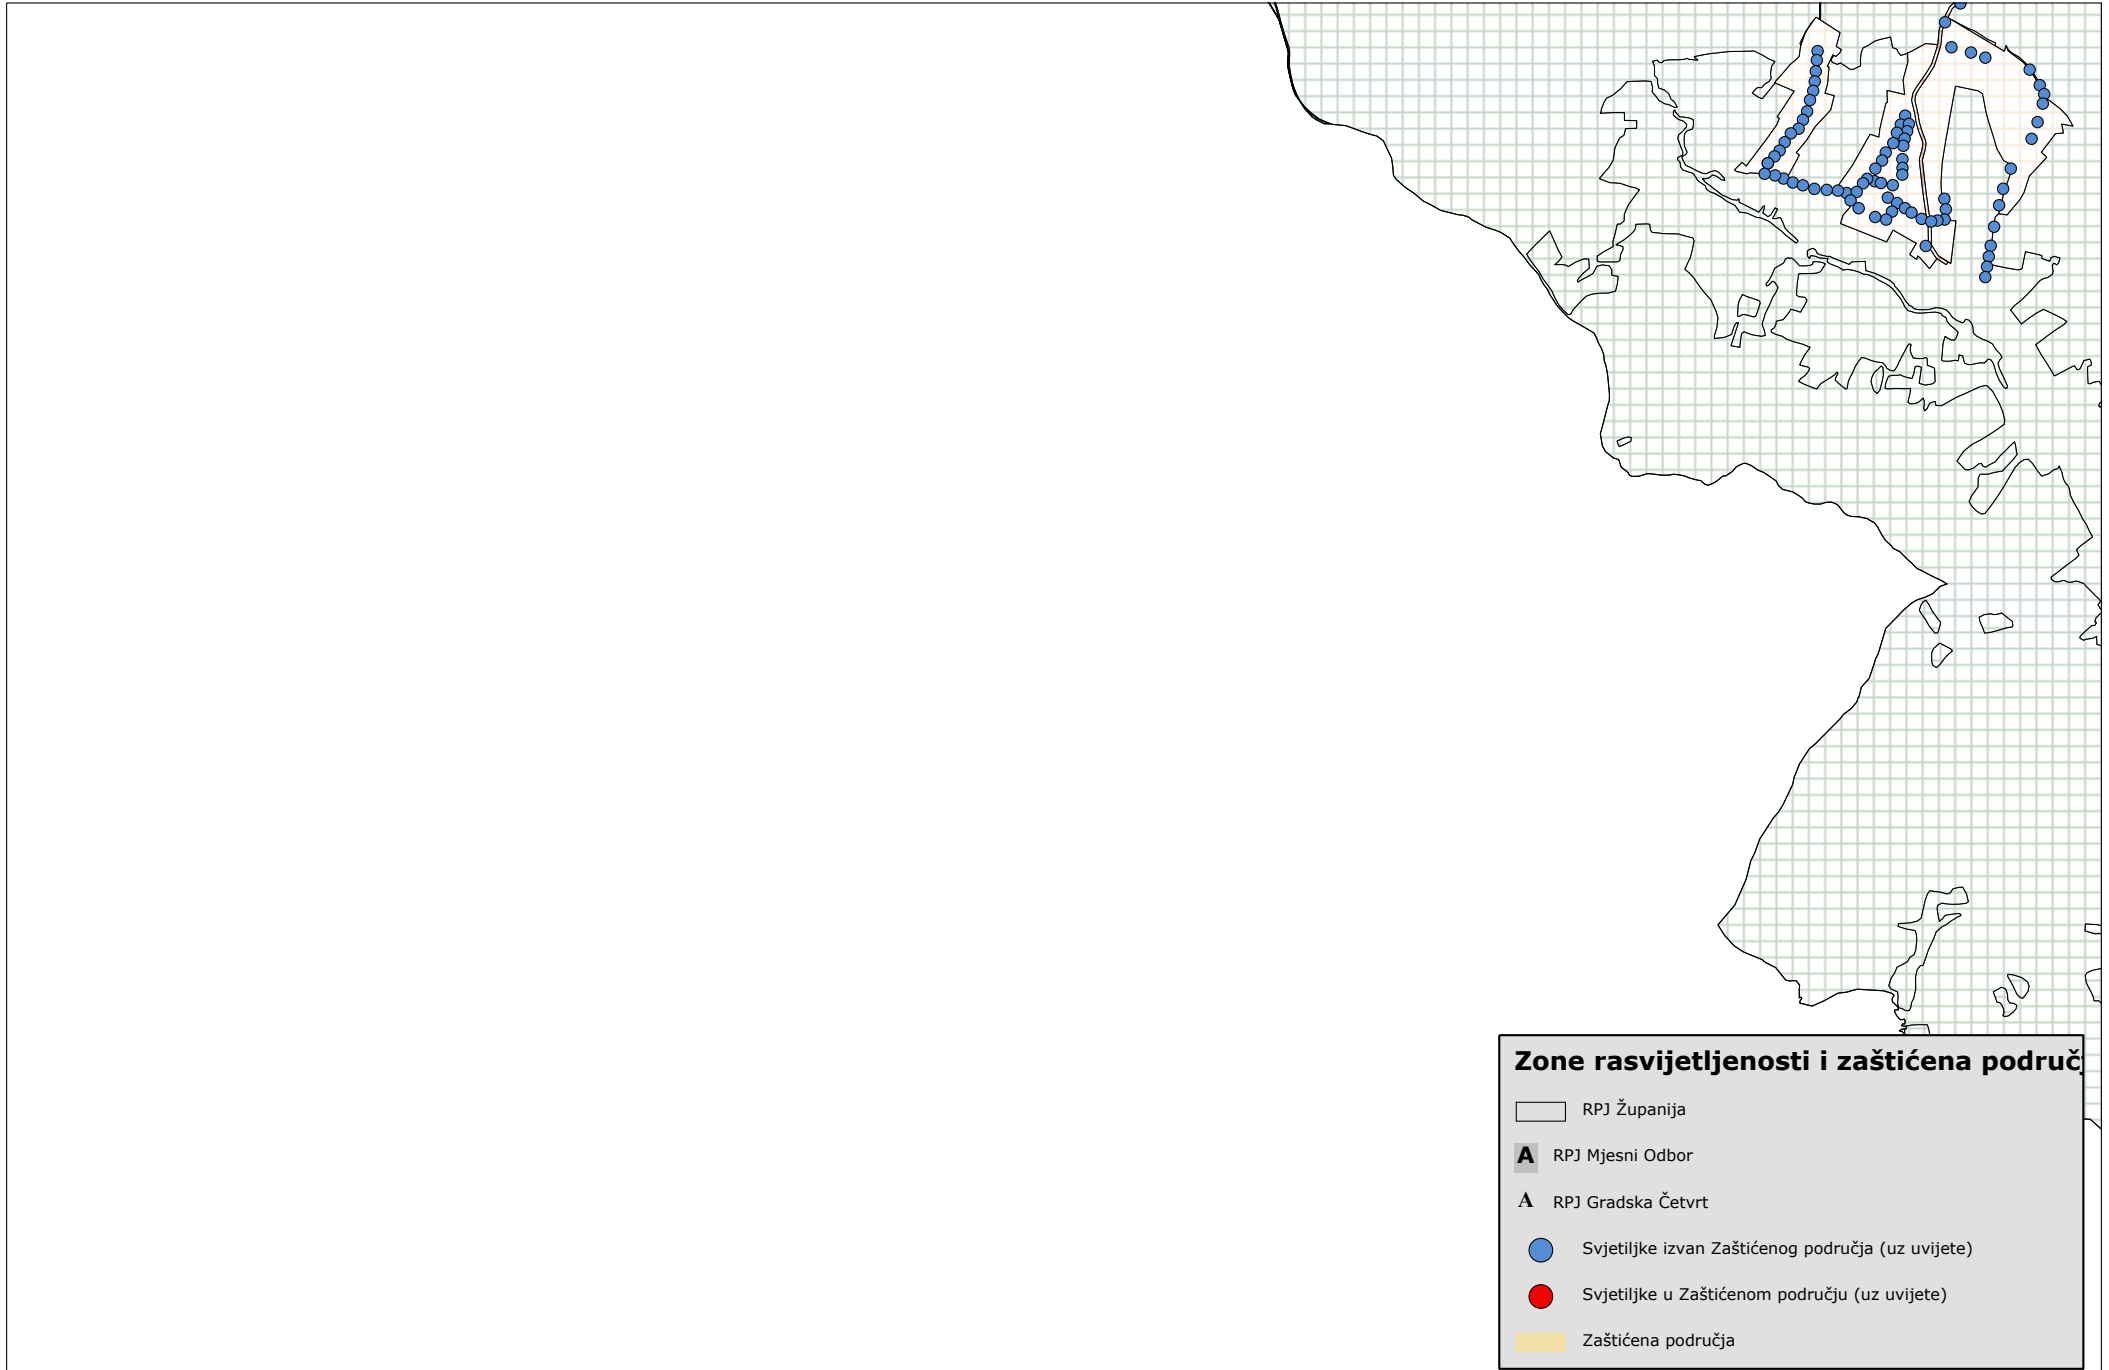 Zone rasvijetljenosti i zaštićena područ
RPJ Županija
A RPJ Mjesni Odbor
A RPJ Gradska Četvrt
Svjetiljke izvan Zaštićenog područja (uz uvijete)
Svjetiljke u Zaštićenom području (uz uvijete)
Zaštićena područja